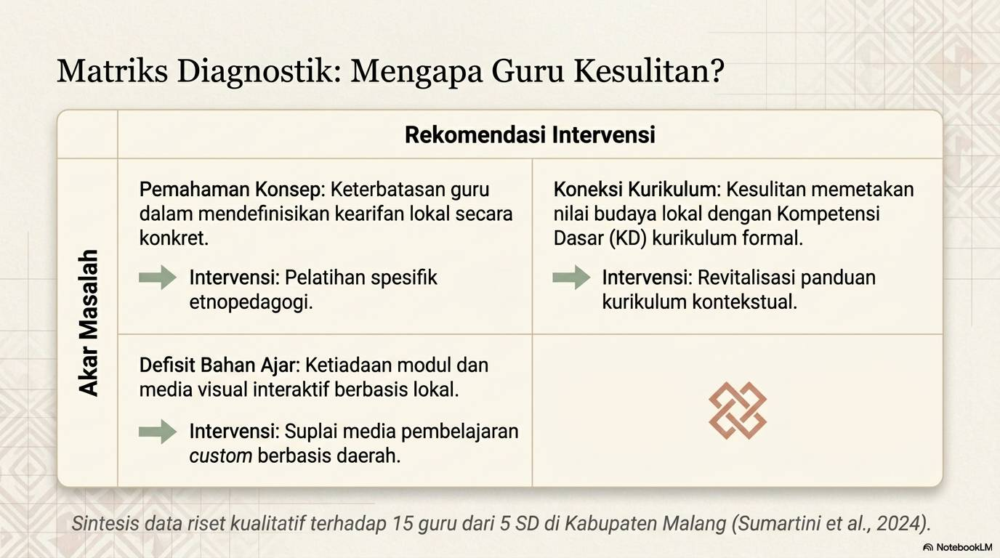 Matriks Diagnostik: Mengapa Guru Kesulitan?
Rekomendasi Intervensi
Akar Masalah
Pemahaman Konsep: Keterbatasan guru
dalam mendefinisikan kearifan lokal secara
konkret.
Intervensi: Pelatihan spesifik
etnopedagogi.
Koneksi Kurikulum: Kesulitan memetakan
nilai budaya lokal dengan Kompetensi
Dasar (KD) kurikulum formal.
Intervensi: Revitalisasi panduan
kurikulum kontekstual.
Defisit Bahan Ajar: Ketiadaan modul dan
media visual interaktif berbasis lokal.
Intervensi: Suplai media pembelajaran
custom berbasis daerah.
Sintesis data riset kualitatif terhadap 15 guru dari 5 SD di Kabupaten Malang (Sumartini et al., 2024).
NotebookLM